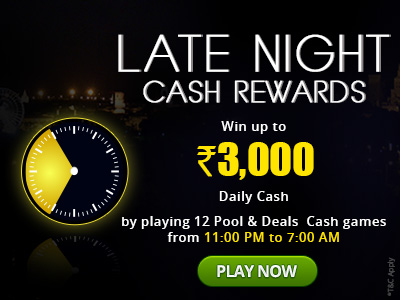 LATE NIGHT
CASH REWARDS
Win up to
₹3,000
Daily Cash
by playing 12 Pool & Deals Cash games
from 11:00 PM to 7:00 AM
PLAY NOW
*T&C Apply